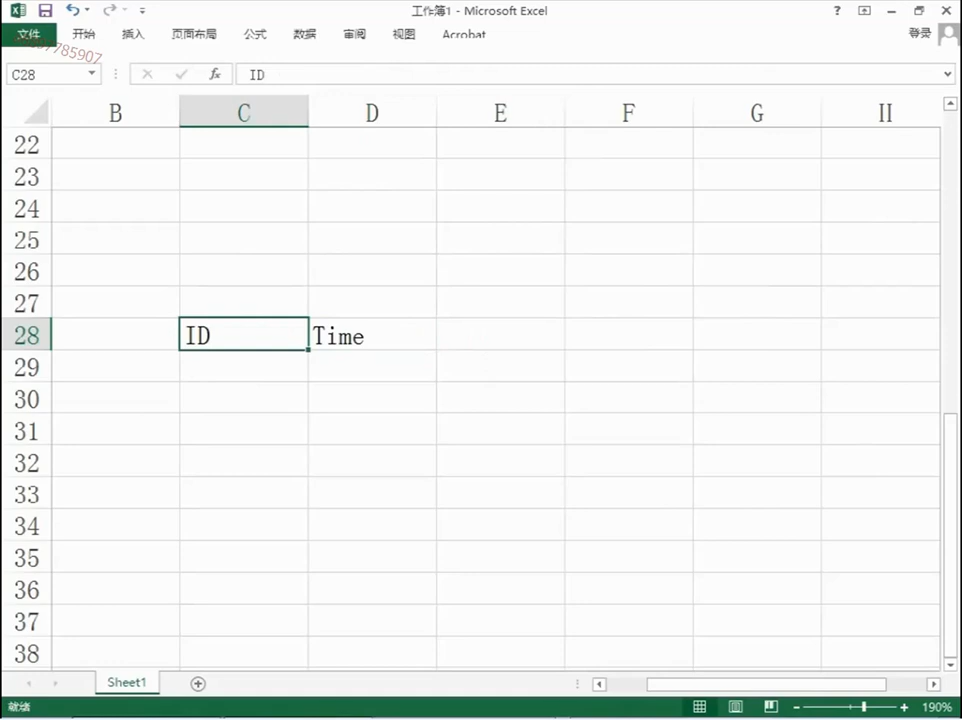 工作簿1 - Microsoft Excel
?
文件 开始 插入 页面布局 公式 数据 审阅 视图 Acrobat 登录
7785907
C28 fx ID
B C D E F G H
22
23
24
25
26
27
28 ID Time
29
30
31
32
33
34
35
36
37
38
Sheet1
就绪 190%